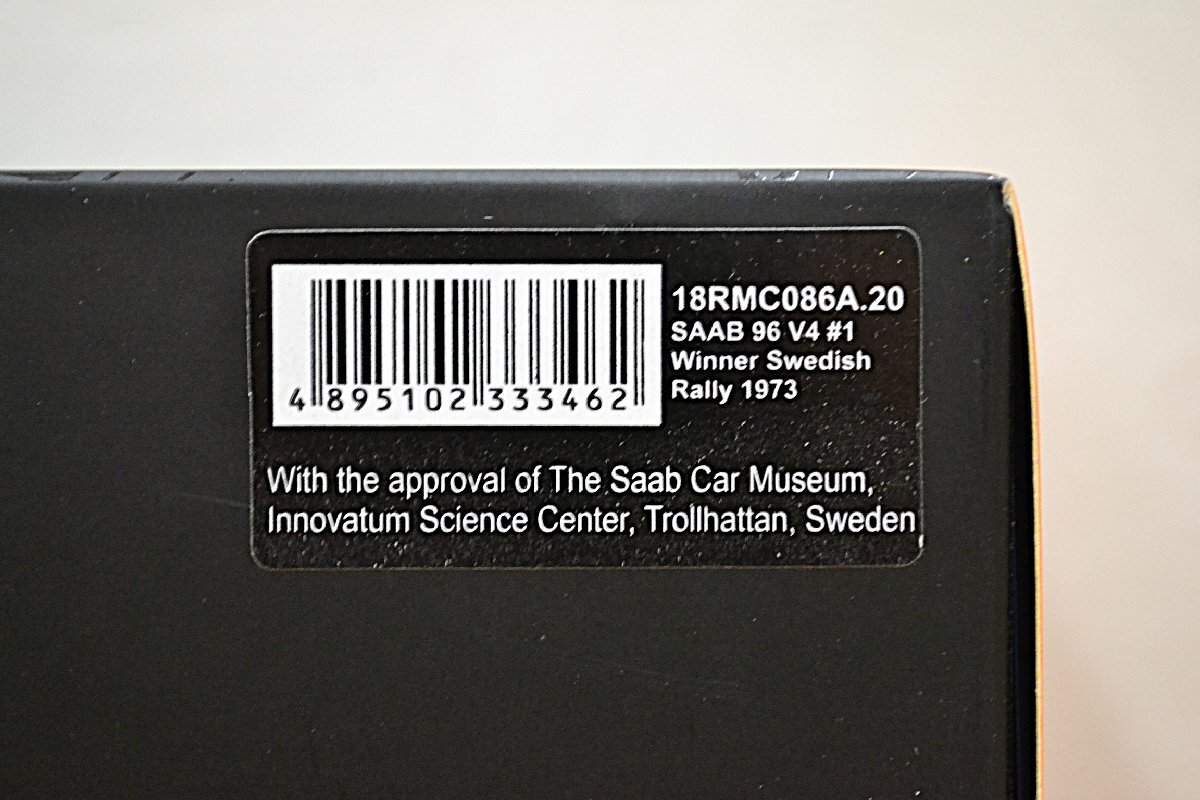 18RMC086A.20
SAAB 96 V4 #1
Winner Swedish
Rally 1973
4 895102 333462
With the approval of The Saab Car Museum,
Innovatum Science Center, Trollhattan, Sweden